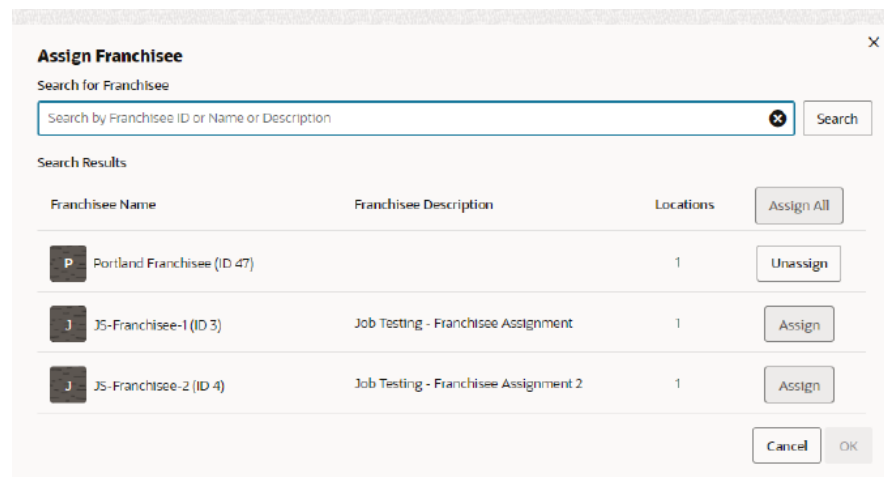 Assign Franchisee
Search for Franchisee
Search by Franchisee ID or Name or Description
Search
Search Results
Franchisee Name Franchisee Description Locations Assign All
P Portland Franchisee (ID 47) 1 Unassign
J JS-Franchisee-1 (ID 3) Job Testing - Franchisee Assignment 1 Assign
J JS-Franchisee-2 (ID 4) Job Testing - Franchisee Assignment 2 1 Assign
Cancel OK